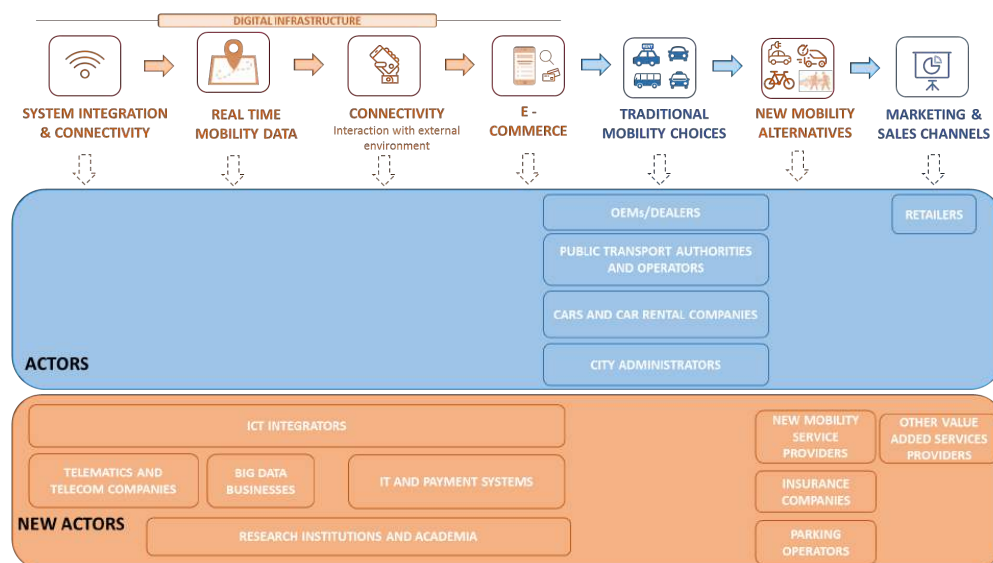 DIGITAL INFRASTRUCTURE
SYSTEM INTEGRATION
& CONNECTIVITY
REAL TIME
MOBILITY DATA
CONNECTIVITY
Interaction with external
environment
E -
COMMERCE
TRADITIONAL
MOBILITY CHOICES
NEW MOBILITY
ALTERNATIVES
MARKETING &
SALES CHANNELS
OEMs/DEALERS
RETAILERS
PUBLIC TRANSPORT AUTHORITIES
AND OPERATORS
CARS AND CAR RENTAL COMPANIES
CITY ADMINISTRATORS
ACTORS
ICT INTEGRATORS
NEW MOBILITY
SERVICE
PROVIDERS
OTHER VALUE
ADDED SERVICES
PROVIDERS
TELEMATICS AND
TELECOM COMPANIES
BIG DATA
BUSINESSES
IT AND PAYMENT SYSTEMS
INSURANCE
COMPANIES
NEW ACTORS
RESEARCH INSTITUTIONS AND ACADEMIA
PARKING
OPERATORS